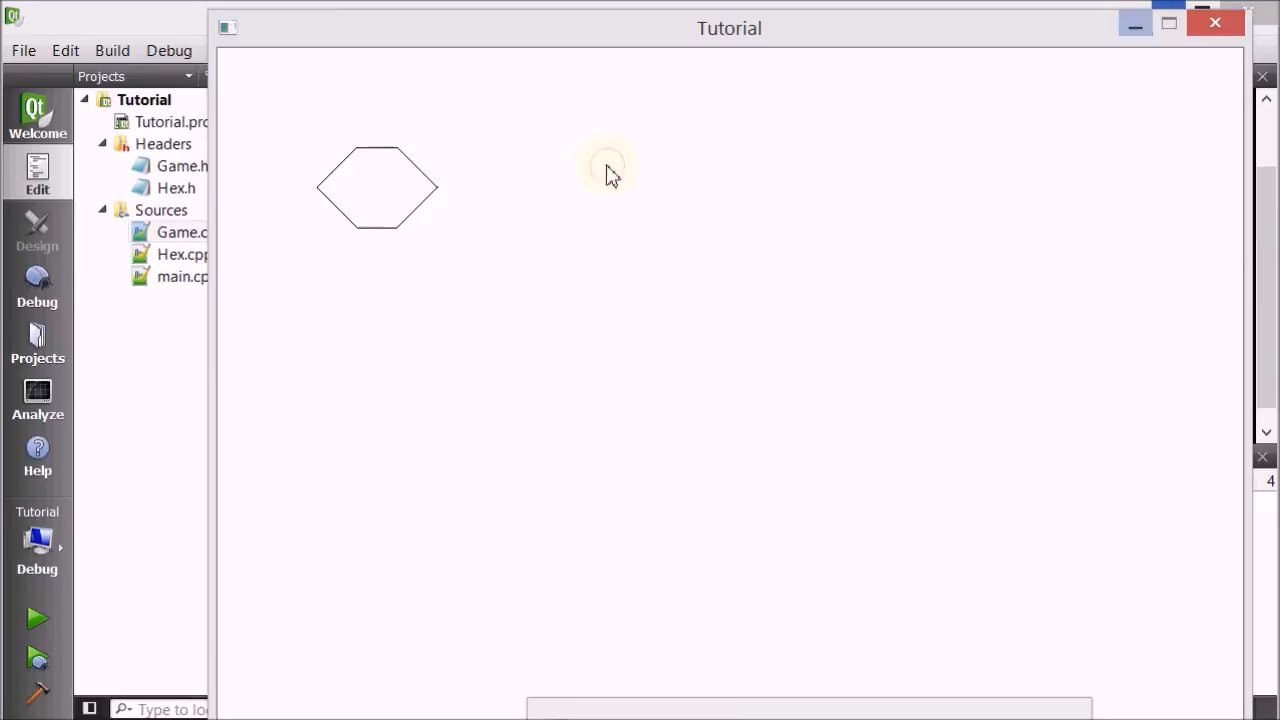 Tutorial
File Edit Build Debug
Projects
Tutorial
Tutorial.pro
Headers
Game.h
Hex.h
Sources
Game.c
Hex.cpp
main.cp
Welcome
Edit
Design
Debug
Projects
Analyze
Help
Tutorial
Debug
4
Type to loc